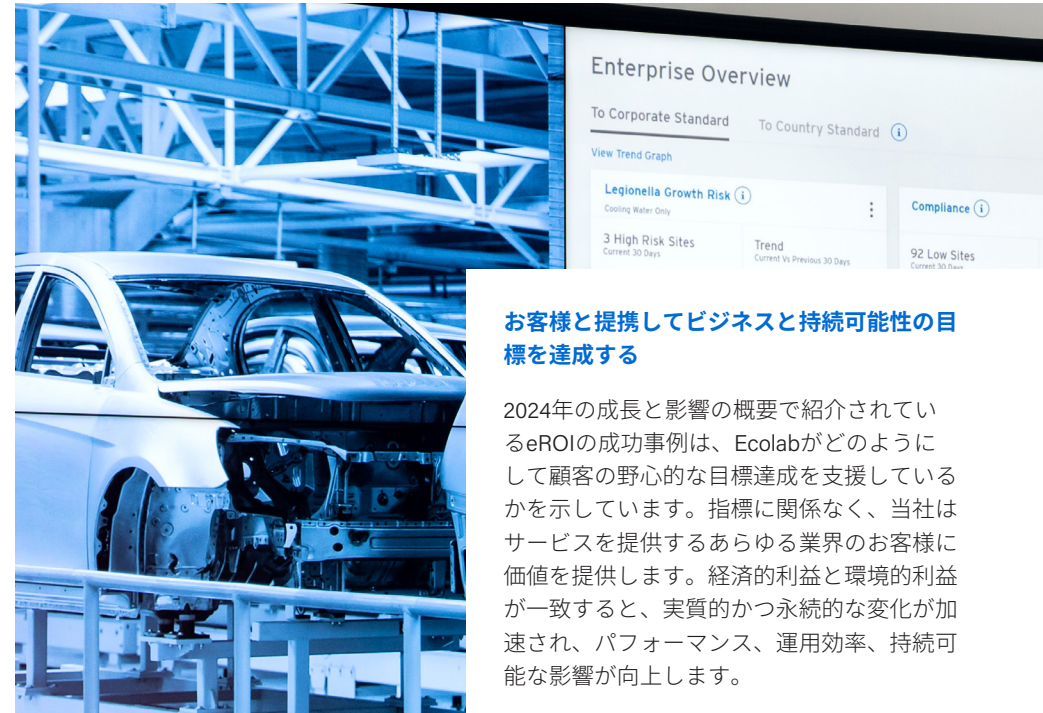 Enterprise Overview
To Corporate Standard
To Country Standard
View Trend Graph
Legionella Growth Risk
Cooling Water Only
3 High Risk Sites
Current 30 Days
Trend
Current Vs Previous 30 Days
Compliance
92 Low Sites
Current 30 Days
お客様と提携してビジネスと持続可能性の目
標を達成する
2024年の成長と影響の概要で紹介されてい
るeROIの成功事例は、Ecolabがどのように
して顧客の野心的な目標達成を支援している
かを示しています。指標に関係なく、当社は
サービスを提供するあらゆる業界のお客様に
価値を提供します。経済的利益と環境的利益
が一致すると、実質的かつ永続的な変化が加
速され、パフォーマンス、運用効率、持続可
能な影響が向上します。